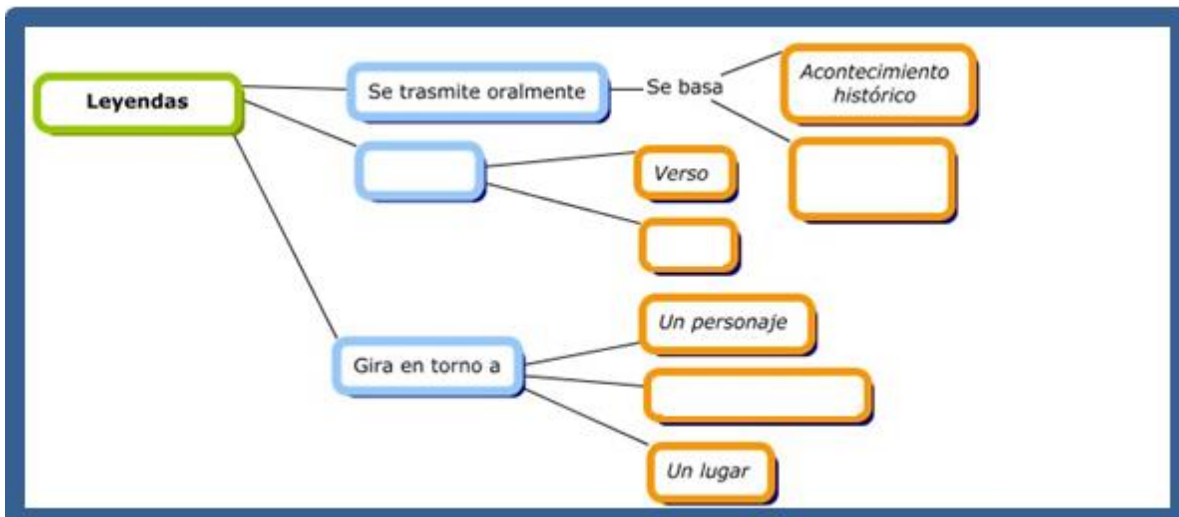 Leyendas
Se trasmite oralmente
Se basa
Acontecimiento
histórico
Verso
Gira en torno a
Un personaje
Un lugar